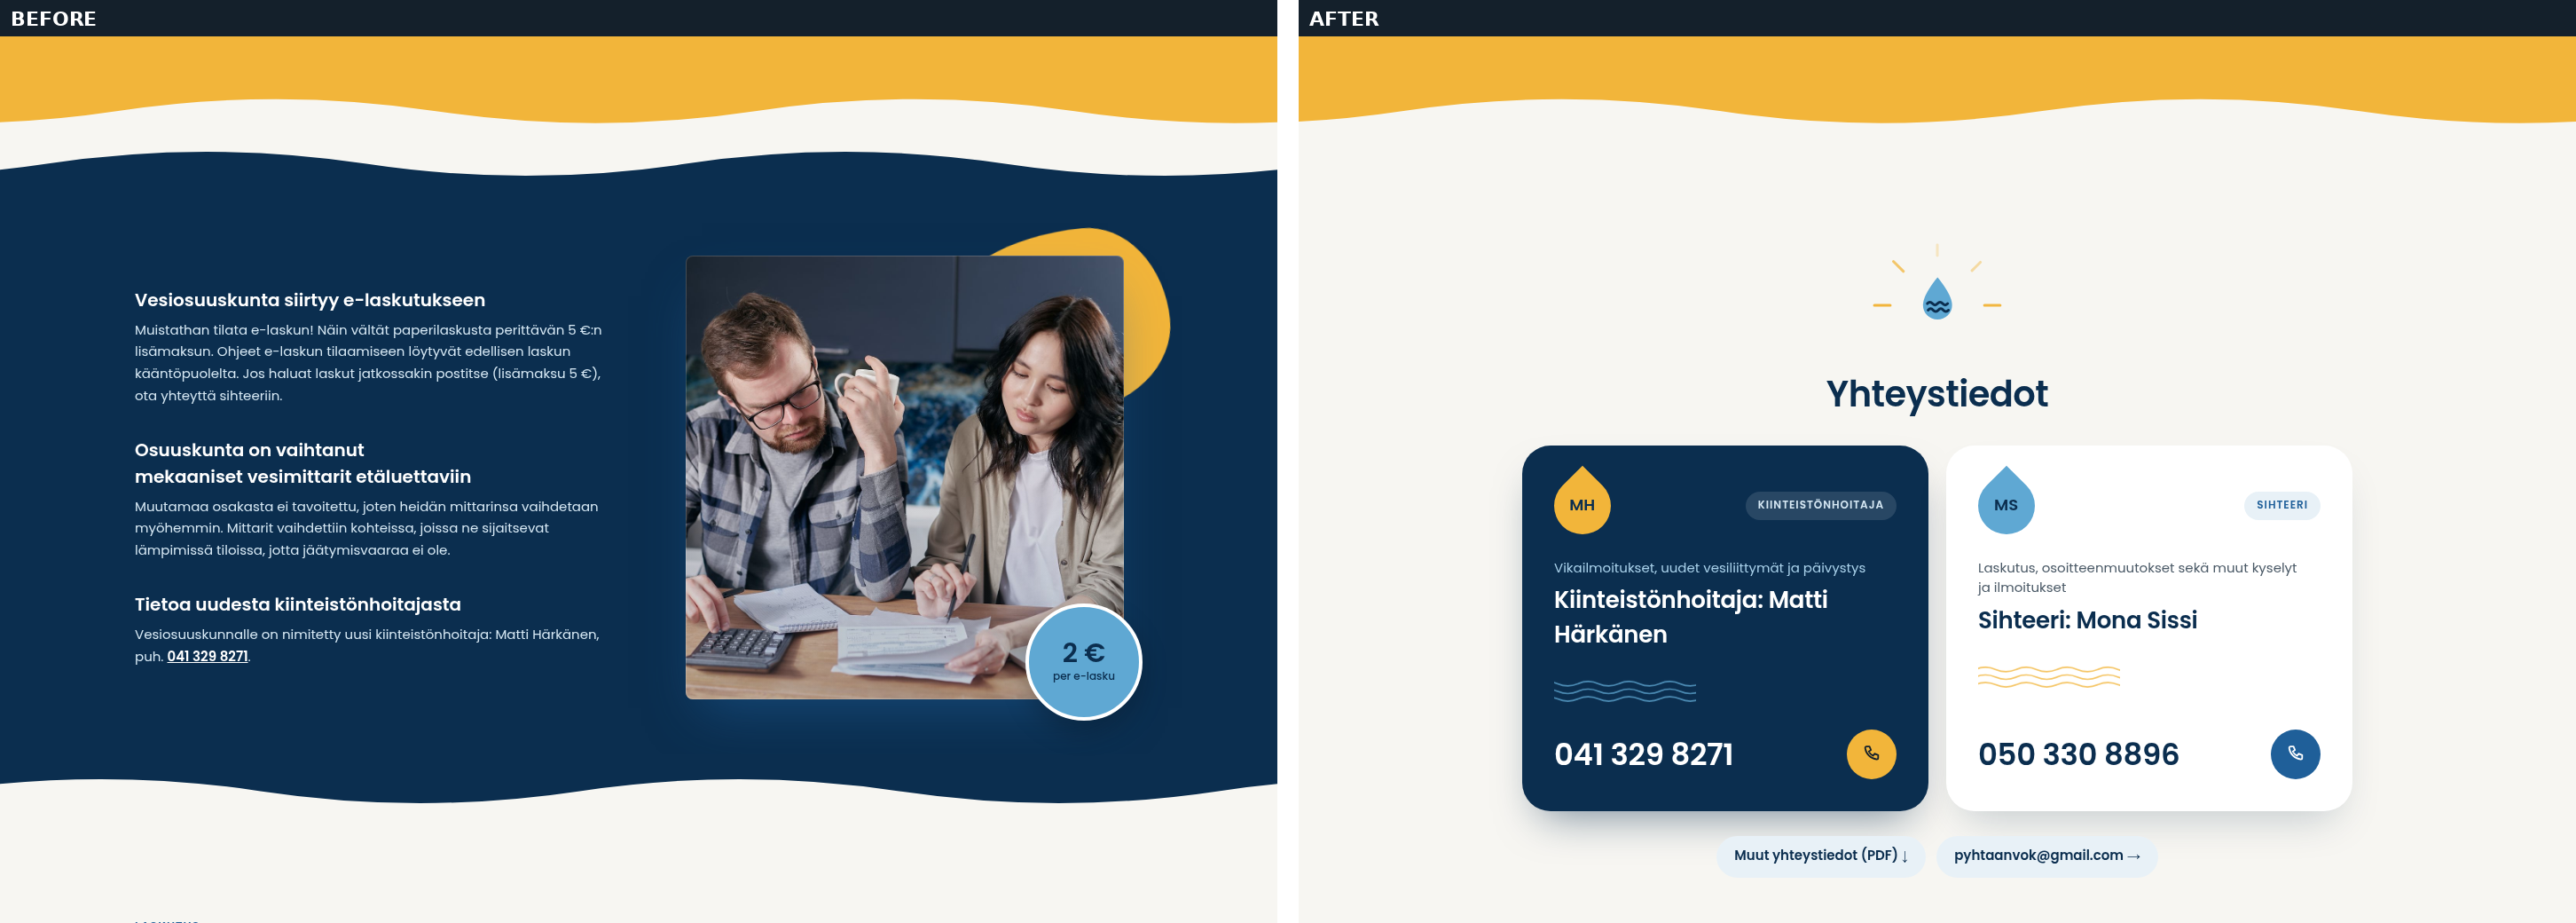 BEFORE
Vesiosuuskunta siirtyy e-laskutukseen
Muistathan tilata e-laskun! Näin vältät paperilaskusta perittävän 5 €:n
lisämaksun. Ohjeet e-laskun tilaamiseen löytyvät edellisen laskun
kääntöpuolelta. Jos haluat laskut jatkossakin postitse (lisämaksu 5 €),
ota yhteyttä sihteeriin.
Osuuskunta on vaihtanut
mekaaniset vesimittarit etäluettaviin
Muutamaa osakasta ei tavoitettu, joten heidän mittarinsa vaihdetaan
myöhemmin. Mittarit vaihdettiin kohteissa, joissa ne sijaitsevat
lämpimissä tiloissa, jotta jäätymisvaaraa ei ole.
Tietoa uudesta kiinteistönhoitajasta
Vesiosuuskunnalle on nimitetty uusi kiinteistönhoitaja: Matti Härkänen,
puh. 041 329 8271.
2 €
per e-lasku
AFTER
Yhteystiedot
MH
KIINTEISTÖNHOITAJA
Vikailmoitukset, uudet vesiliittymät ja päivystys
Kiinteistönhoitaja: Matti
Härkänen
041 329 8271
MS
SIHTEERI
Laskutus, osoitteenmuutokset sekä muut kyselyt
ja ilmoitukset
Sihteeri: Mona Sissi
050 330 8896
Muut yhteystiedot (PDF) ↓
pyhtaanvok@gmail.com →